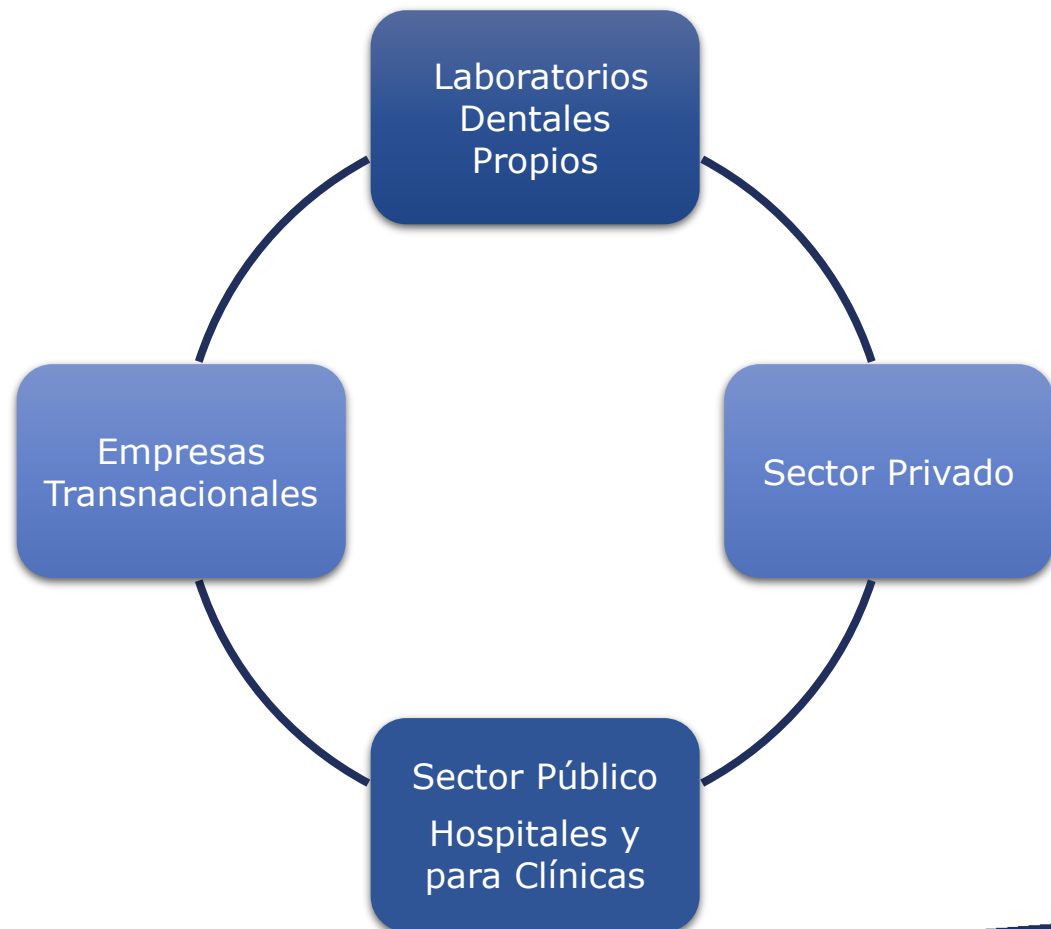 Laboratorios
Dentales
Propios
Empresas
Transnacionales
Sector Privado
Sector Público
Hospitales y
para Clínicas